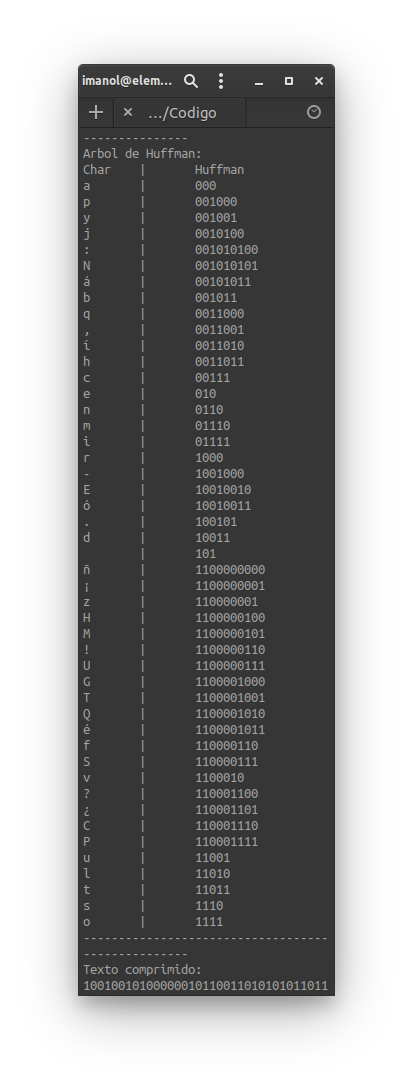 imanol@elem...
.../Codigo
---------------
Arbol de Huffman:
Char | Huffman
a | 000
p | 001000
y | 001001
j | 0010100
: | 001010100
N | 001010101
á | 00101011
b | 001011
q | 0011000
, | 0011001
í | 0011010
h | 0011011
c | 00111
e | 010
n | 0110
m | 01110
i | 01111
r | 1000
- | 1001000
E | 10010010
ó | 10010011
. | 100101
d | 10011
| 101
ñ | 1100000000
¡ | 1100000001
z | 110000001
H | 1100000100
M | 1100000101
! | 1100000110
U | 1100000111
G | 1100001000
T | 1100001001
Q | 1100001010
é | 1100001011
f | 110000110
S | 110000111
v | 1100010
? | 110001100
¿ | 110001101
C | 110001110
P | 110001111
u | 11001
l | 11010
t | 11011
s | 1110
o | 1111
-----------------------------------
---------------
Texto comprimido:
10010010100000010110011010101011011